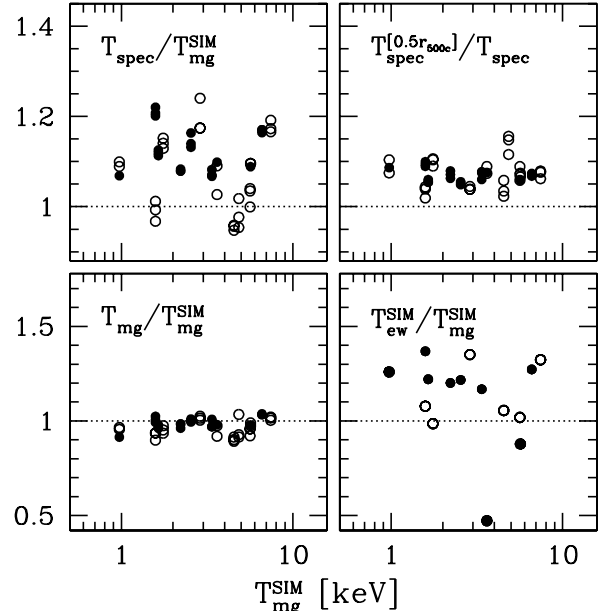 1.4
T_spec/T_mg^SIM
T_spec^[0.5r_500c]/T_spec
1.2
1
T_mg/T_mg^SIM
T_ew^SIM/T_mg^SIM
1.5
1
0.5
1 10 1 10
T_mg^SIM [keV]